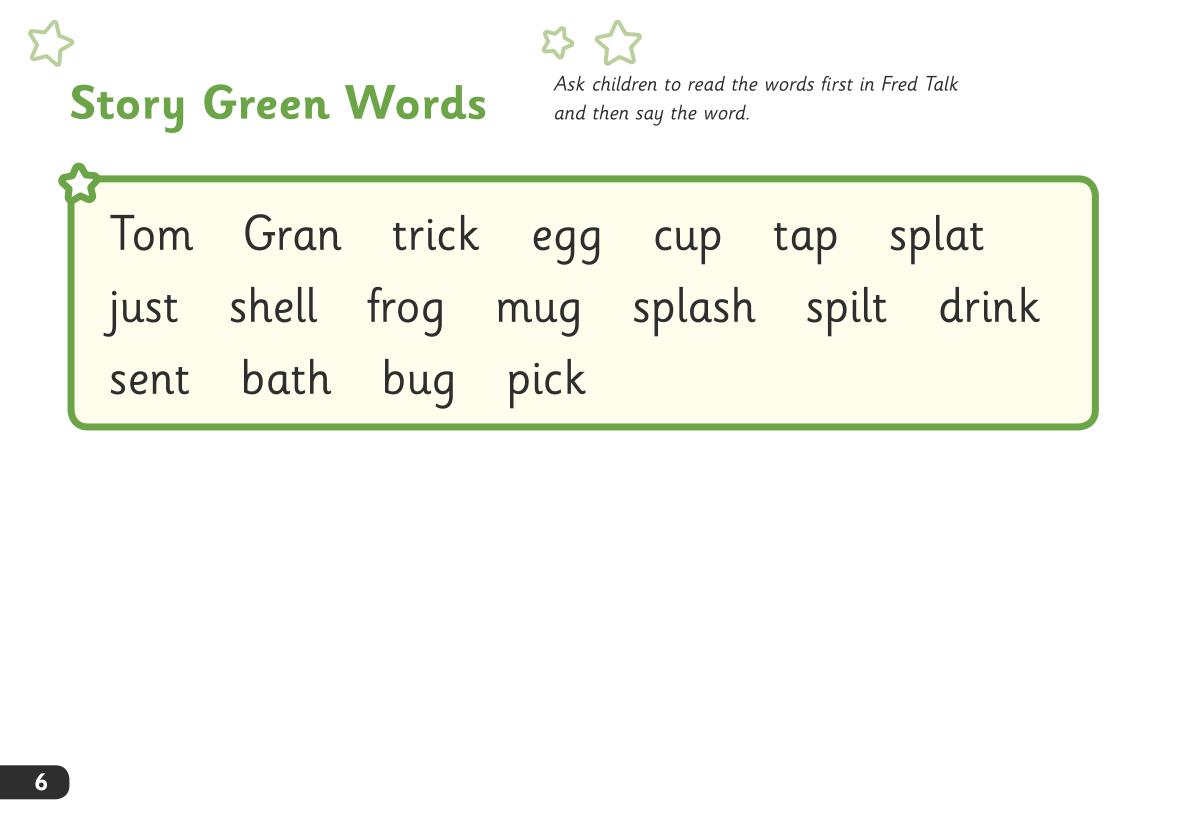 Story Green Words
Ask children to read the words first in Fred Talk
and then say the word.
Tom Gran trick egg cup tap splat
just shell frog mug splash spilt drink
sent bath bug pick
6